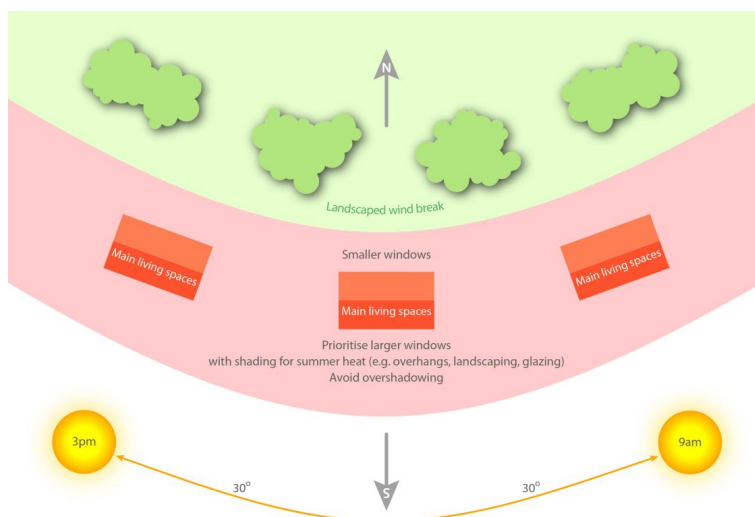 N
Landscaped wind break
Smaller windows
Main living spaces
Main living spaces
Main living spaces
Prioritise larger windows
with shading for summer heat (e.g. overhangs, landscaping, glazing)
Avoid overshadowing
3pm
9am
30°
S
30°